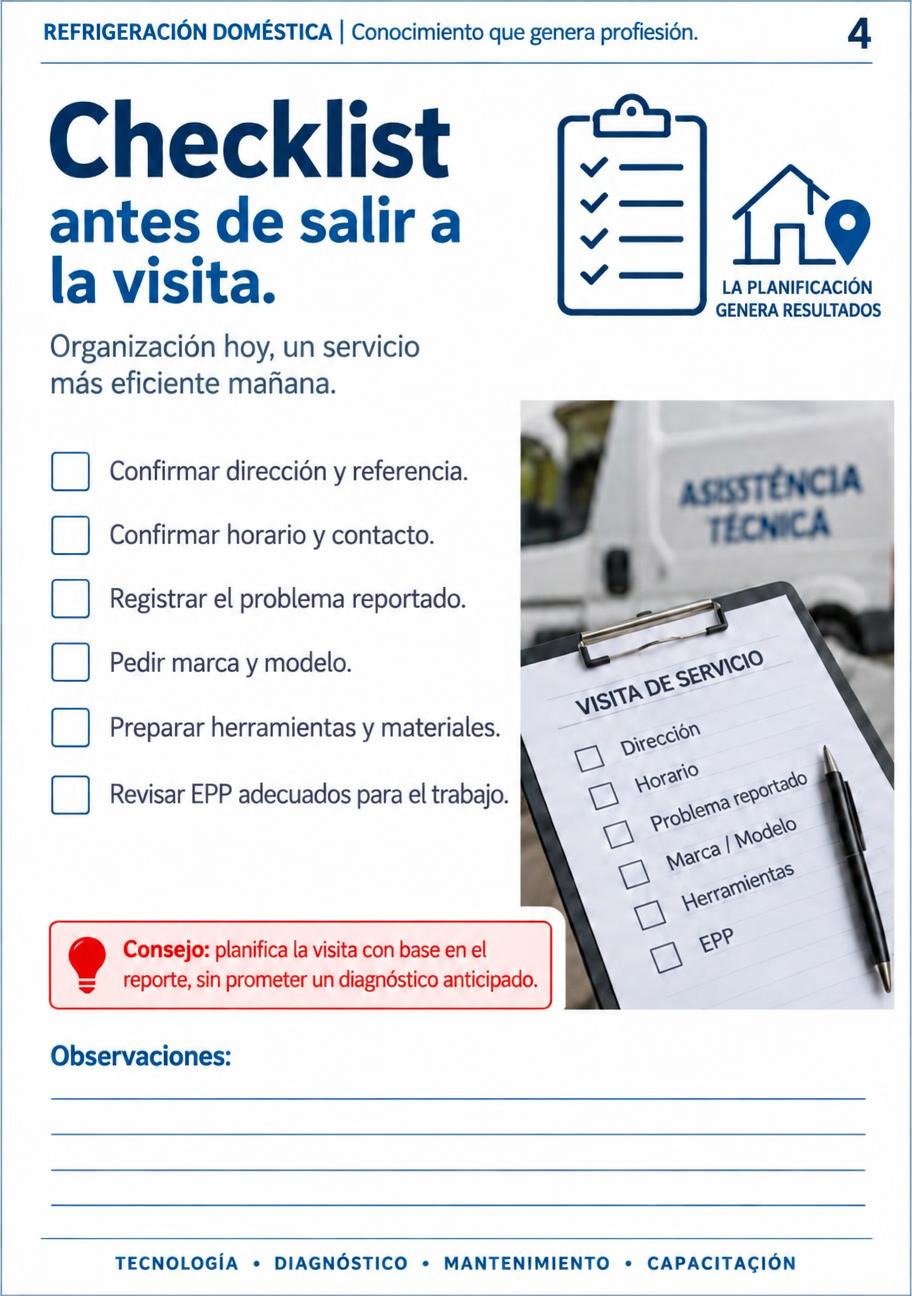 REFRIGERACIÓN DOMÉSTICA | Conocimiento que genera profiesión.
4
Checklist
antes de salir a
la visita.
Organización hoy, un servicio
más eficiente mañana.
LA PLANIFICACIÓN
GENERA RESULTADOS
Confirmar dirección y referencia.
Confirmar horario y contacto.
Registrar el problema reportado.
Pedir marca y modelo.
Preparar herramientas y materiales.
Revisar EPP adecuados para el trabajo.
ASISSTÉNCIA
TÉCNICA
VISITA DE SERVICIO
Dirección
Horario
Problema reportado
Marca / Modelo
Herramientas
EPP
Consejo: planifica la visita con base en el
reporte, sin prometer un diagnóstico anticipado.
Observaciones:
TECNOLOGÍA • DIAGNÓSTICO • MANTENIMIENTO • CAPACITAÇIÓN